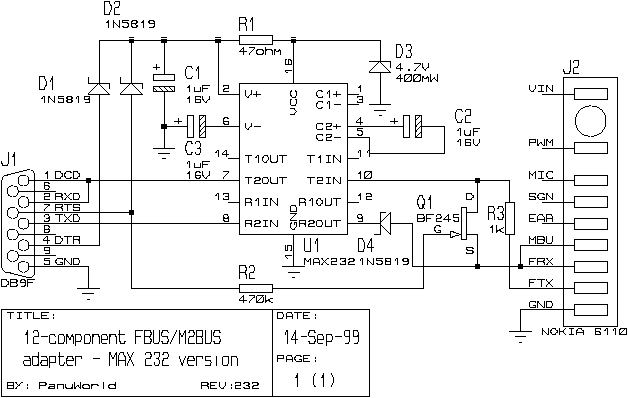 D2
1N5819
D1
1N5819
C1
1uF
16V
R1
47ohm
D3
4.7V
400mW
J2
VIN
PWM
MIC
SGN
EAR
MBU
FRX
FTX
GND
NOKIA 6110
16
2 V+ VCC C1+ 1
C1- 3
6 V- C2+ 4
C2- 5
14 T1OUT T1IN 11
7 T2OUT T2IN 10
13 R1IN R1OUT 12
8 R2IN R2OUT 9
GND
15
U1
MAX232
C3
1uF
16V
C2
1uF
16V
D4
1N5819
Q1
BF245
D
G
S
R3
1k
R2
470k
J1
1 DCD
6
2 RXD
7 RTS
3 TXD
8
4 DTR
9
5 GND
DB9F
TITLE:
12-component FBUS/M2BUS
adapter - MAX 232 version
BY: PanuWorld REV:232
DATE:
14-Sep-99
PAGE:
1 (1)